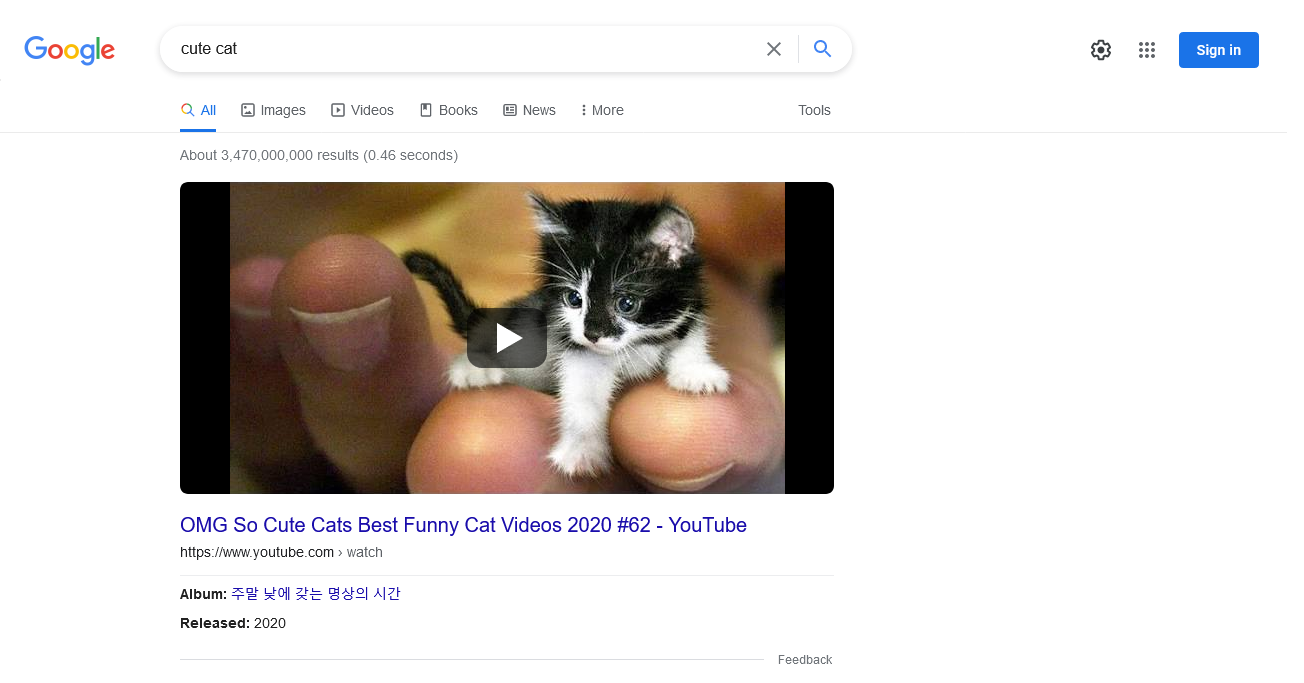 Google
cute cat
Sign in
All Images Videos Books News More Tools
About 3,470,000,000 results (0.46 seconds)
OMG So Cute Cats Best Funny Cat Videos 2020 #62 - YouTube
https://www.youtube.com › watch
Album: 주말 낮에 갖는 명상의 시간
Released: 2020
Feedback